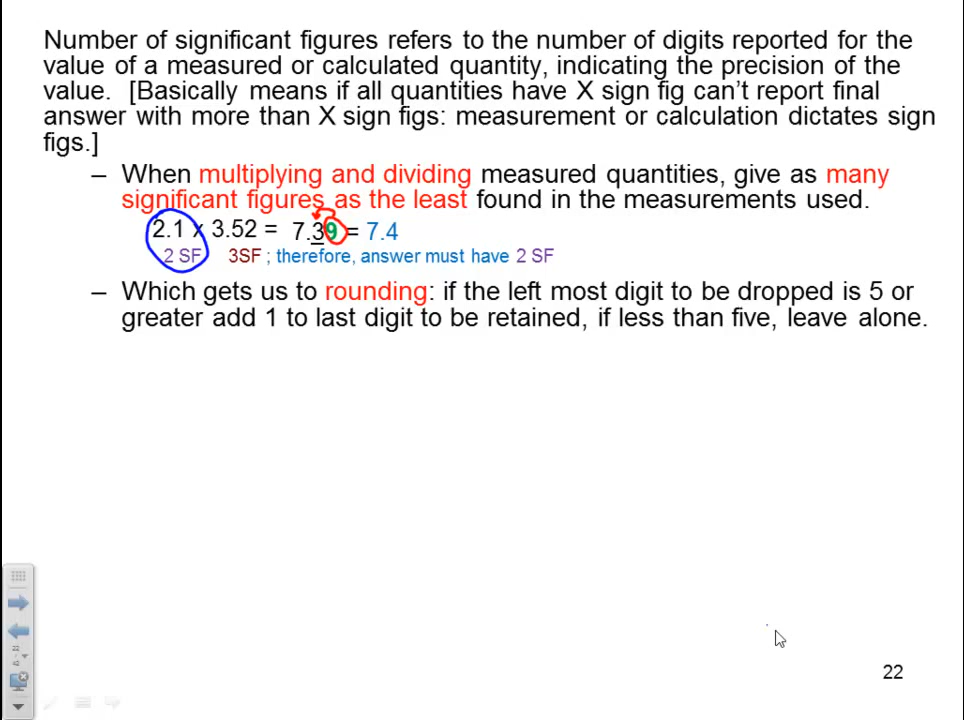 Number of significant figures refers to the number of digits reported for the
value of a measured or calculated quantity, indicating the precision of the
value. [Basically means if all quantities have X sign fig can't report final
answer with more than X sign figs: measurement or calculation dictates sign
figs.]
– When multiplying and dividing measured quantities, give as many
significant figures as the least found in the measurements used.
2.1 x 3.52 = 7.39 = 7.4
2 SF 3SF ; therefore, answer must have 2 SF
– Which gets us to rounding: if the left most digit to be dropped is 5 or
greater add 1 to last digit to be retained, if less than five, leave alone.
22